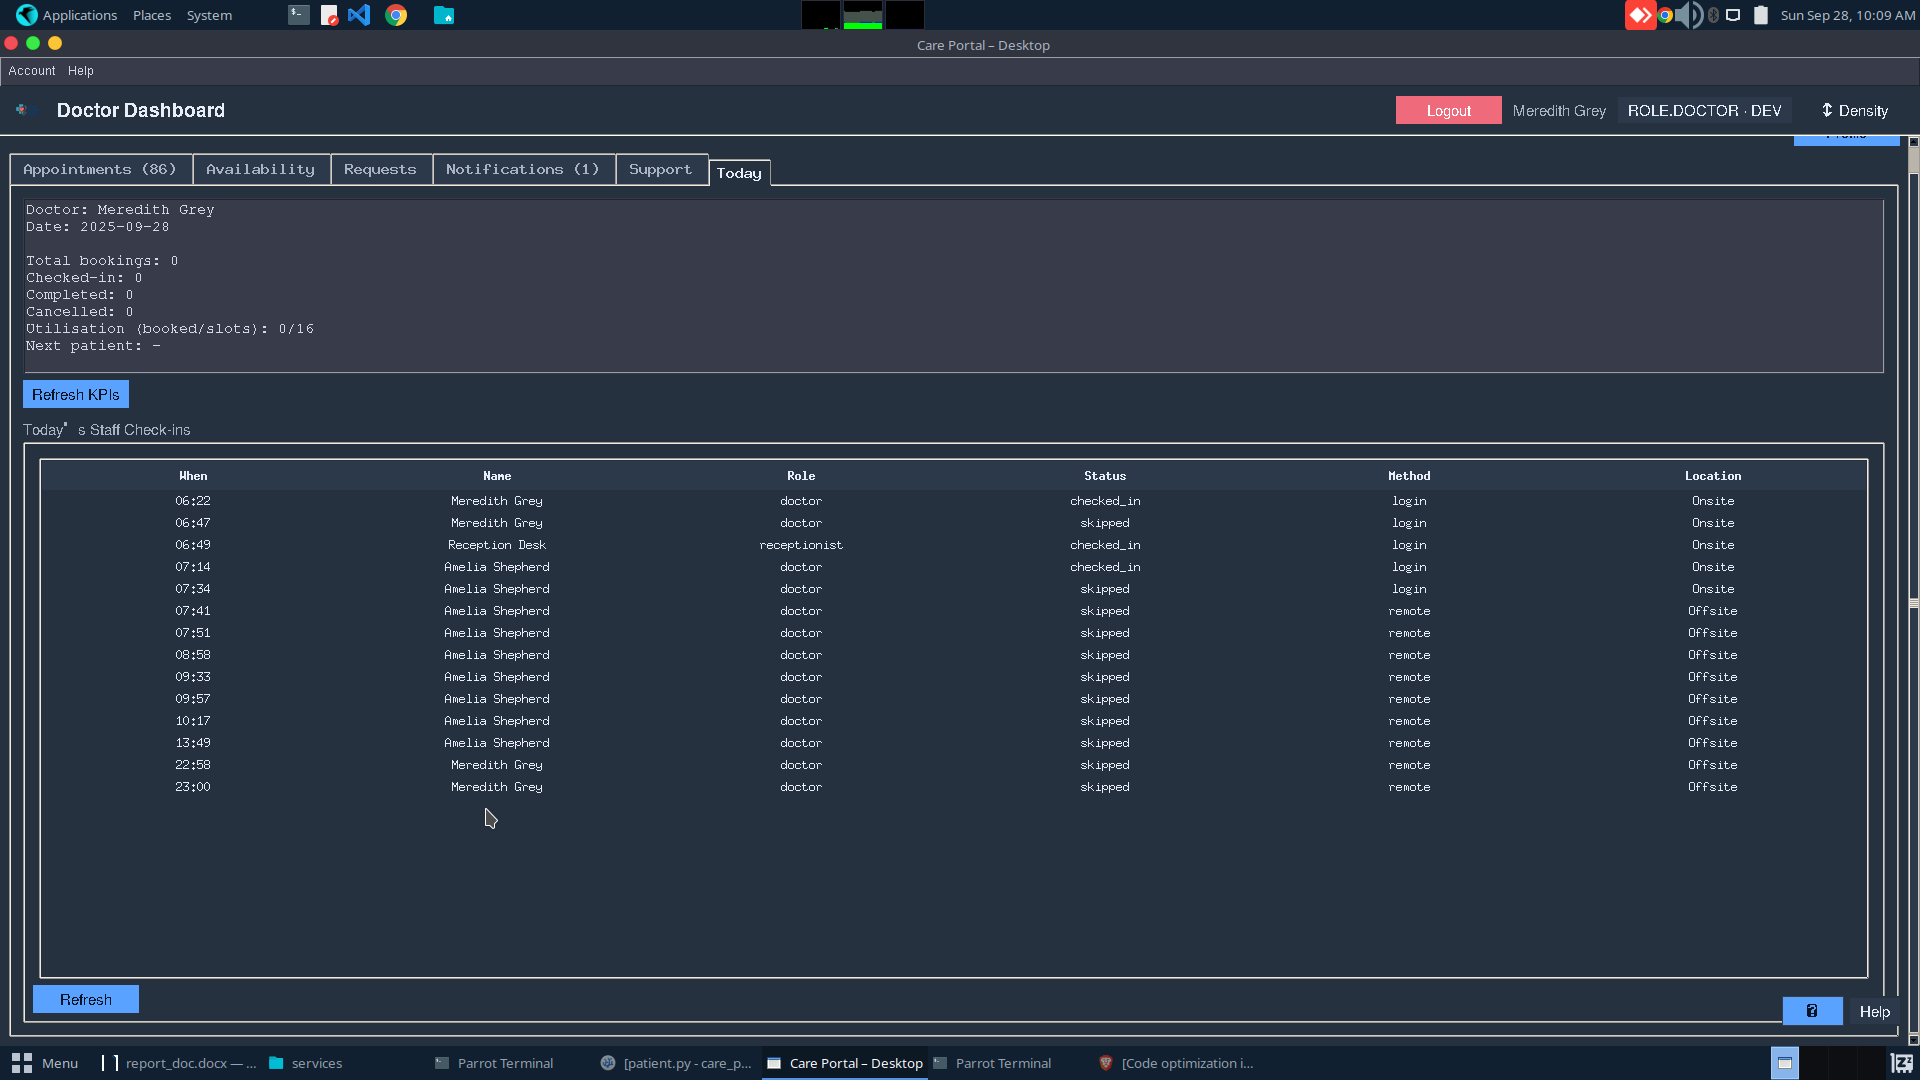 Applications Places System Sun Sep 28, 10:09 AM
Care Portal – Desktop
Account Help
Doctor Dashboard Logout Meredith Grey ROLE.DOCTOR · DEV ↕ Density
Appointments (86) Availability Requests Notifications (1) Support Today
Doctor: Meredith Grey
Date: 2025-09-28
Total bookings: 0
Checked-in: 0
Completed: 0
Cancelled: 0
Utilisation (booked/slots): 0/16
Next patient: -
Refresh KPIs
Today's Staff Check-ins
When Name Role Status Method Location
06:22 Meredith Grey doctor checked_in login Onsite
06:47 Meredith Grey doctor skipped login Onsite
06:49 Reception Desk receptionist checked_in login Onsite
07:14 Amelia Shepherd doctor checked_in login Onsite
07:34 Amelia Shepherd doctor skipped login Onsite
07:41 Amelia Shepherd doctor skipped remote Offsite
07:51 Amelia Shepherd doctor skipped remote Offsite
08:58 Amelia Shepherd doctor skipped remote Offsite
09:33 Amelia Shepherd doctor skipped remote Offsite
09:57 Amelia Shepherd doctor skipped remote Offsite
10:17 Amelia Shepherd doctor skipped remote Offsite
13:49 Amelia Shepherd doctor skipped remote Offsite
22:58 Meredith Grey doctor skipped remote Offsite
23:00 Meredith Grey doctor skipped remote Offsite
Refresh
? Help
Menu report_doc.docx — ... services Parrot Terminal [patient.py - care_p... Care Portal – Desktop Parrot Terminal [Code optimization i...